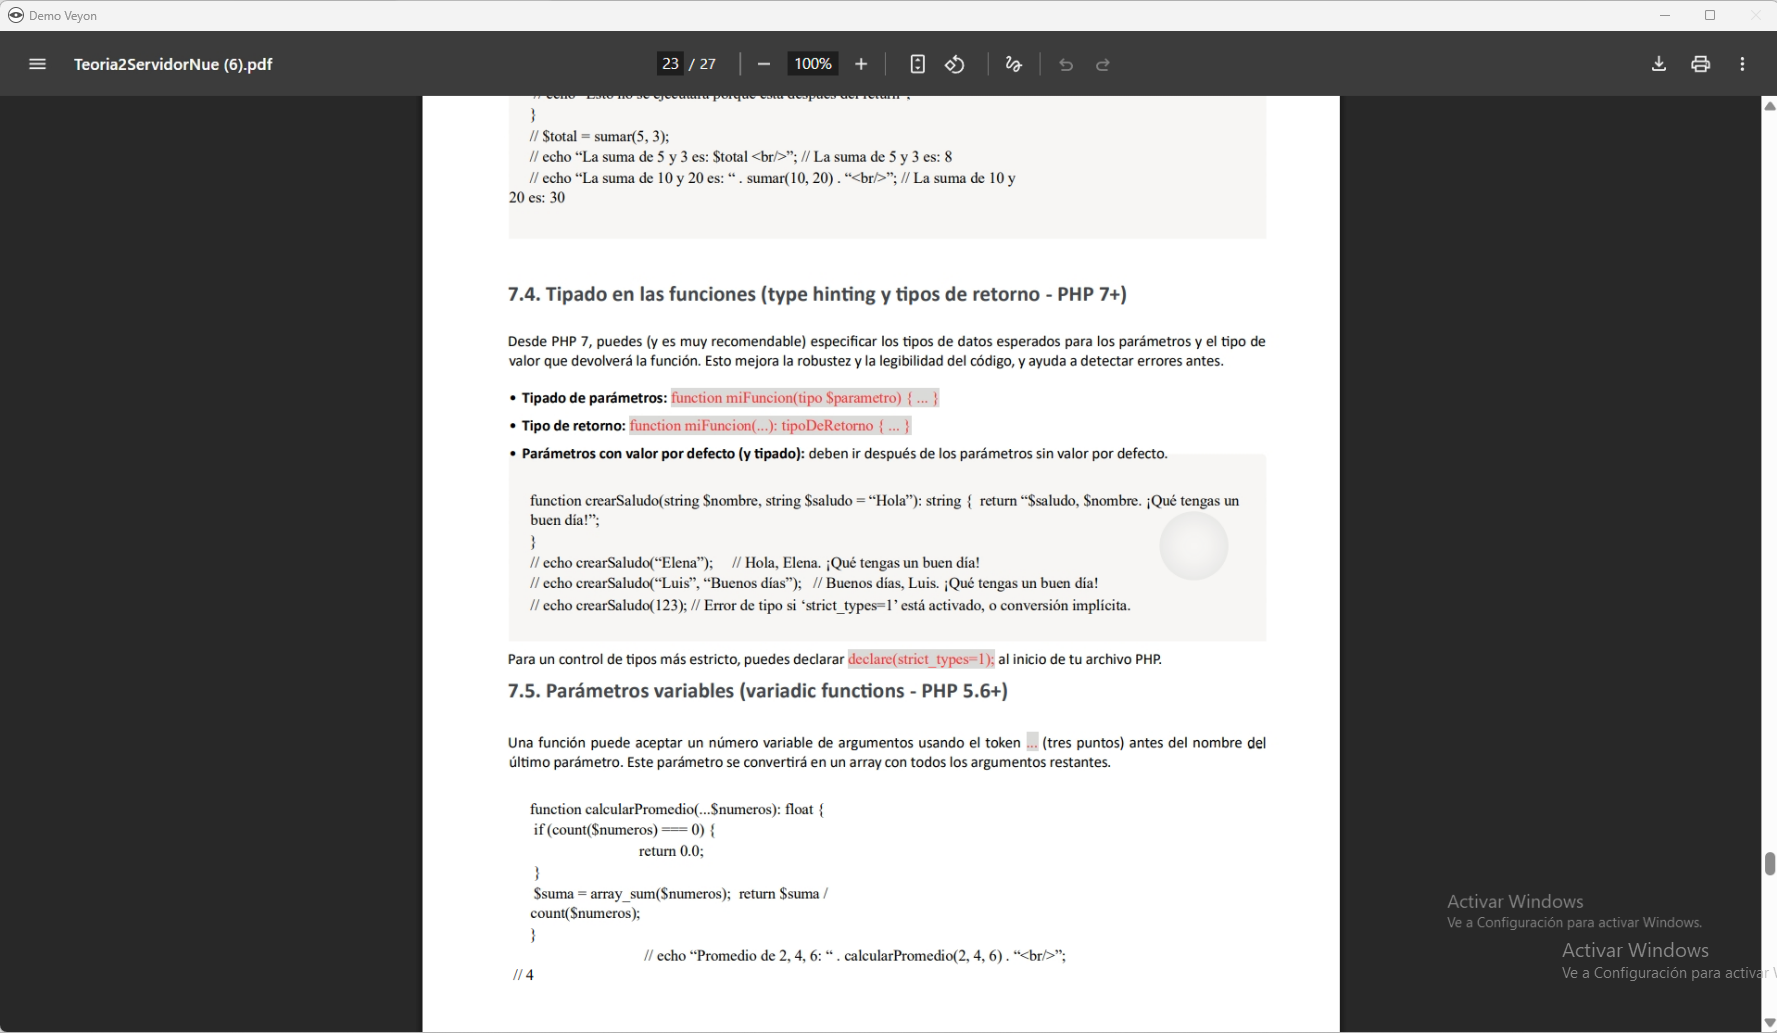 Demo Veyon
Teoria2ServidorNue (6).pdf
23 / 27
100%
// echo “Esto no se ejecutará porque está después del return”;
}
// $total = sumar(5, 3);
// echo “La suma de 5 y 3 es: $total <br/>”; // La suma de 5 y 3 es: 8
// echo “La suma de 10 y 20 es: “ . sumar(10, 20) . “<br/>”; // La suma de 10 y
20 es: 30
7.4. Tipado en las funciones (type hinting y tipos de retorno - PHP 7+)
Desde PHP 7, puedes (y es muy recomendable) especificar los tipos de datos esperados para los parámetros y el tipo de
valor que devolverá la función. Esto mejora la robustez y la legibilidad del código, y ayuda a detectar errores antes.
• Tipado de parámetros: function miFuncion(tipo $parametro) { ... }
• Tipo de retorno: function miFuncion(...): tipoDeRetorno { ... }
• Parámetros con valor por defecto (y tipado): deben ir después de los parámetros sin valor por defecto.
function crearSaludo(string $nombre, string $saludo = “Hola”): string { return “$saludo, $nombre. ¡Qué tengas un
buen día!”;
}
// echo crearSaludo(“Elena”); // Hola, Elena. ¡Qué tengas un buen día!
// echo crearSaludo(“Luis”, “Buenos días”); // Buenos días, Luis. ¡Qué tengas un buen día!
// echo crearSaludo(123); // Error de tipo si ‘strict_types=1’ está activado, o conversión implícita.
Para un control de tipos más estricto, puedes declarar declare(strict_types=1); al inicio de tu archivo PHP.
7.5. Parámetros variables (variadic functions - PHP 5.6+)
Una función puede aceptar un número variable de argumentos usando el token ... (tres puntos) antes del nombre del
último parámetro. Este parámetro se convertirá en un array con todos los argumentos restantes.
function calcularPromedio(...$numeros): float {
if (count($numeros) === 0) {
return 0.0;
}
$suma = array_sum($numeros); return $suma /
count($numeros);
}
// echo “Promedio de 2, 4, 6: “ . calcularPromedio(2, 4, 6) . “<br/>”;
// 4
Activar Windows
Ve a Configuración para activar Windows.
Activar Windows
Ve a Configuración para activar